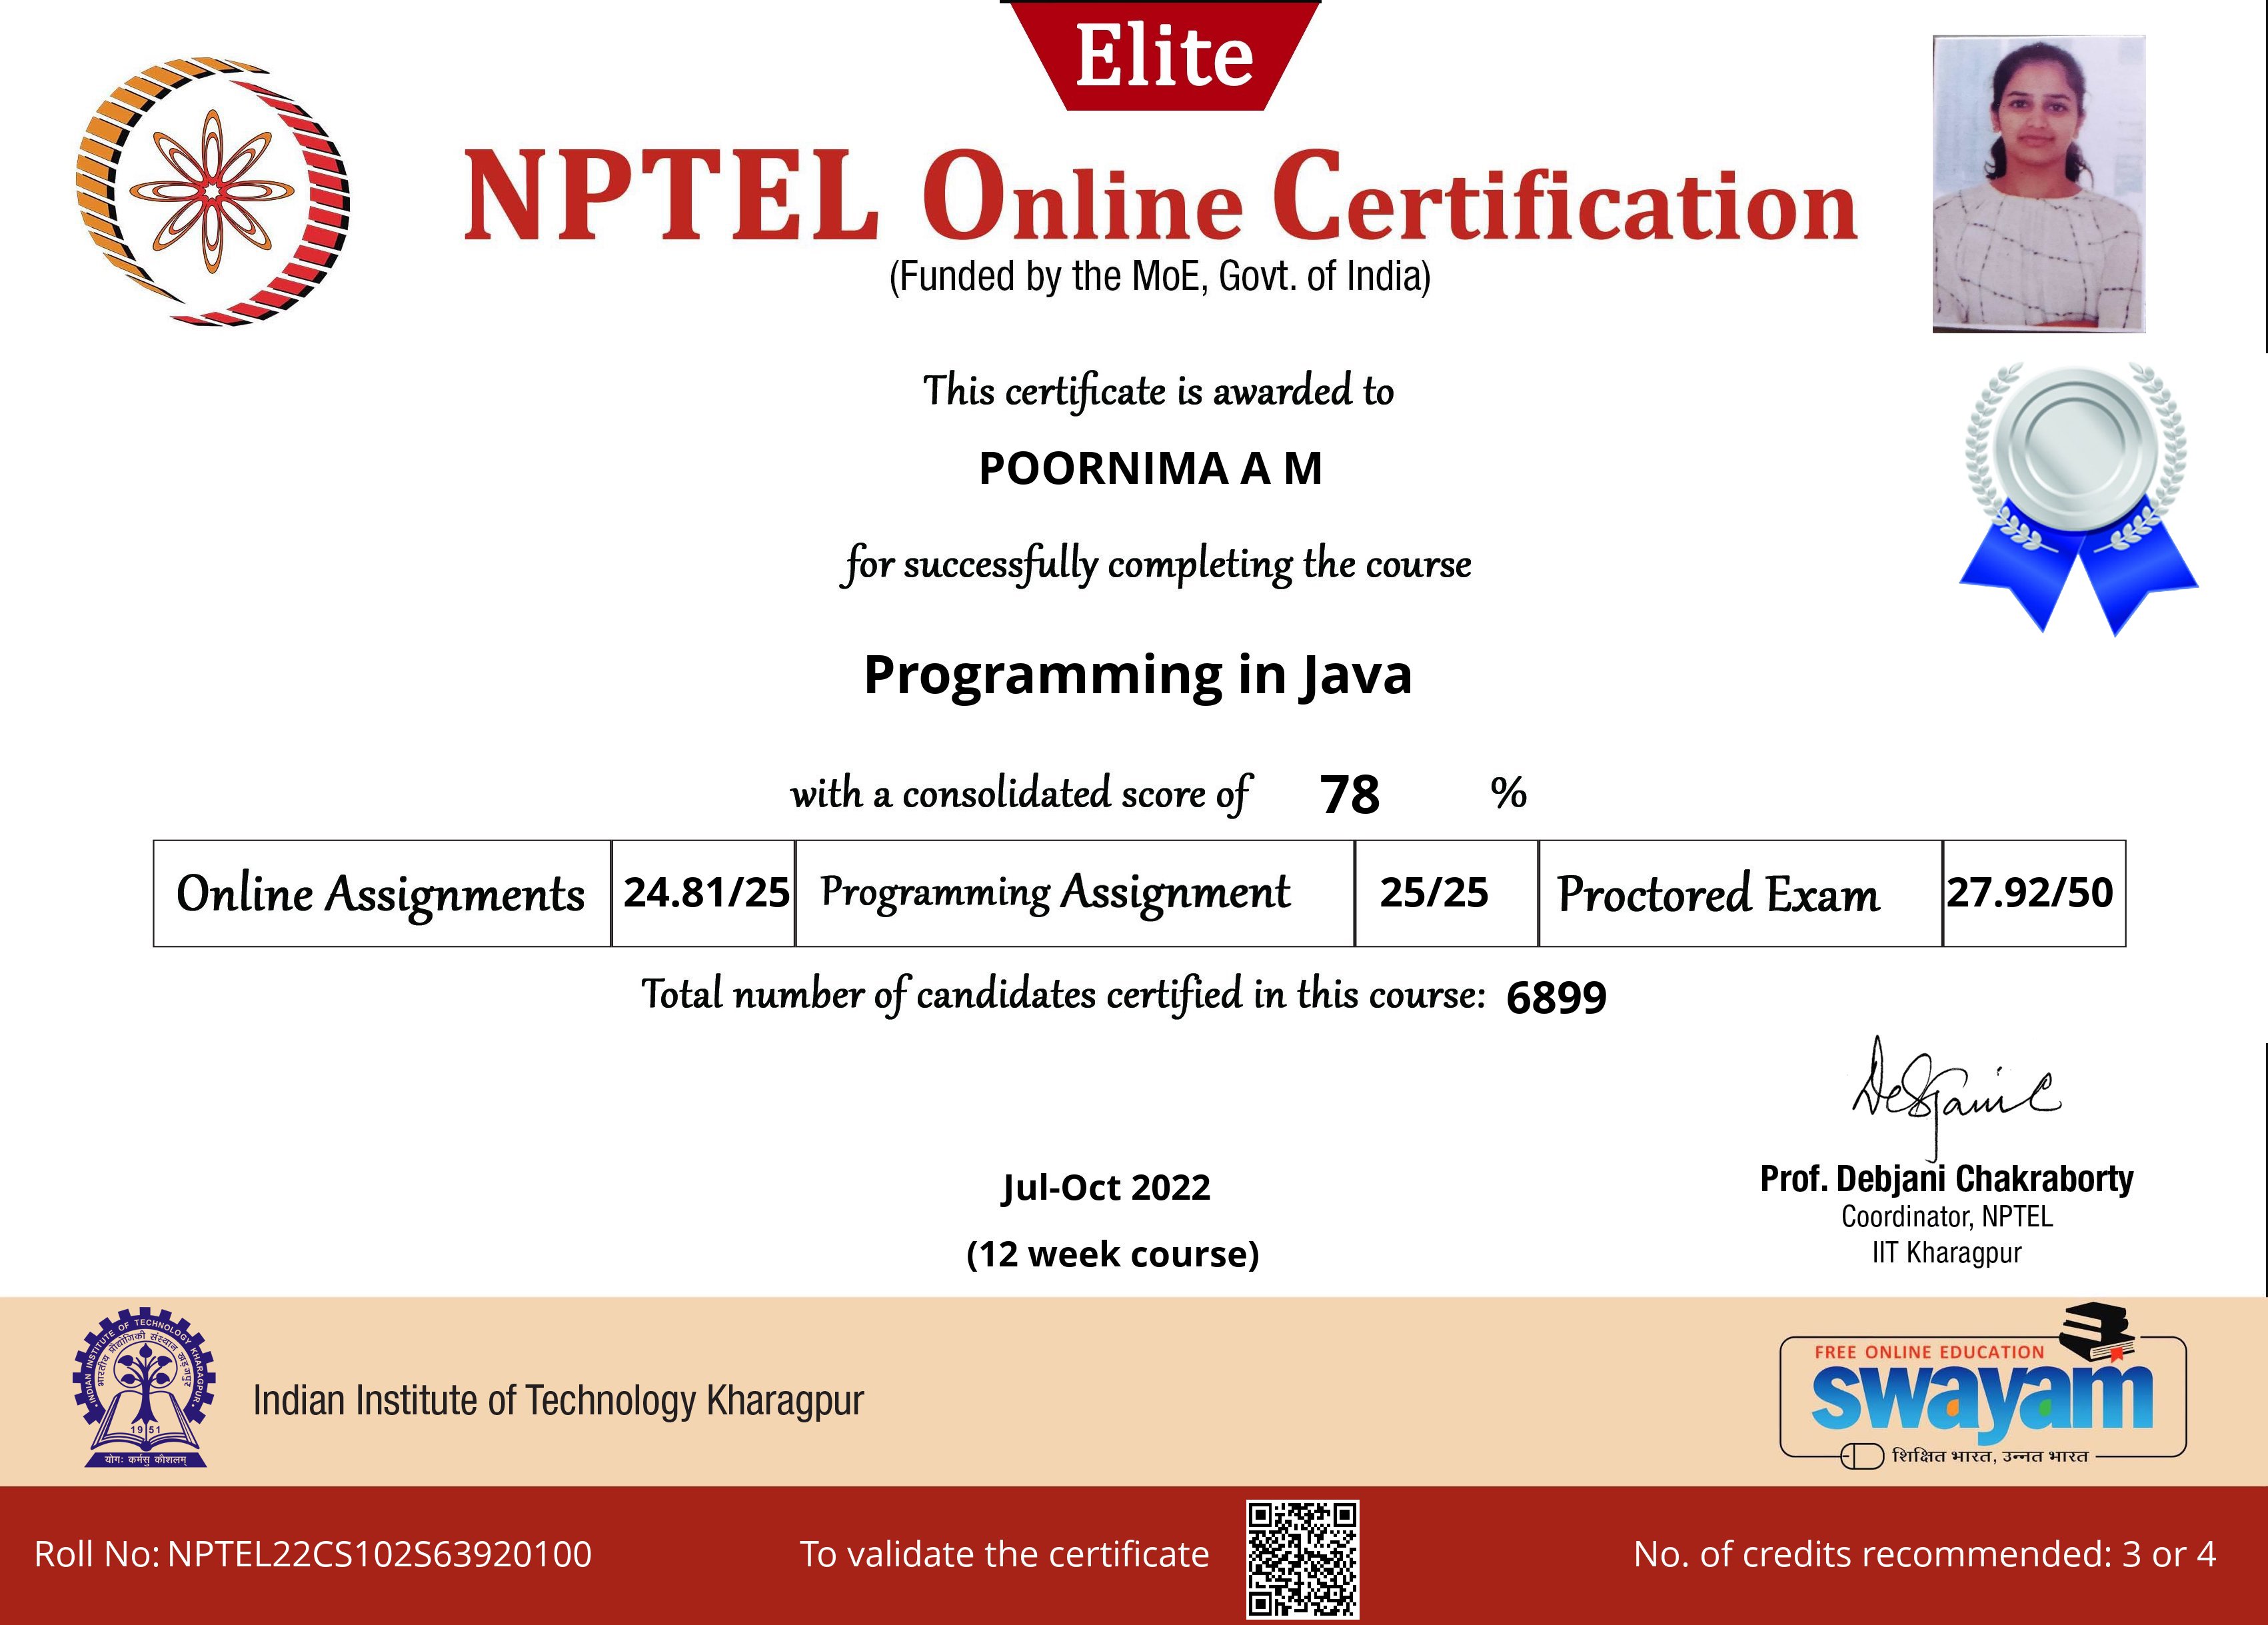 Elite
NPTEL Online Certification
(Funded by the MoE, Govt. of India)
This certificate is awarded to
POORNIMA A M
for successfully completing the course
Programming in Java
with a consolidated score of 78 %
Online Assignments 24.81/25 Programming Assignment 25/25 Proctored Exam 27.92/50
Total number of candidates certified in this course: 6899
Jul-Oct 2022
(12 week course)
Prof. Debjani Chakraborty
Coordinator, NPTEL
IIT Kharagpur
INDIAN INSTITUTE OF TECHNOLOGY KHARAGPUR
भारतीय प्रौद्योगिकी संस्थान खड़गपुर
1951
योगः कर्मसु कौशलम्
Indian Institute of Technology Kharagpur
FREE ONLINE EDUCATION
swayam
शिक्षित भारत, उन्नत भारत
Roll No: NPTEL22CS102S63920100
To validate the certificate
No. of credits recommended: 3 or 4